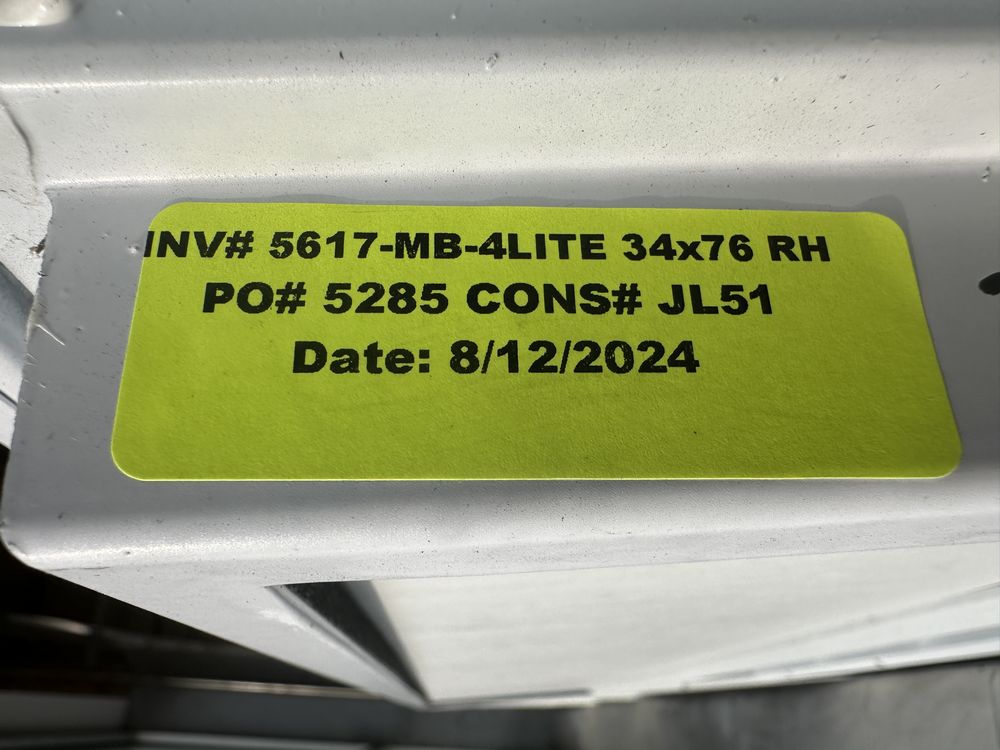 INV# 5617-MB-4LITE 34x76 RH
PO# 5285 CONS# JL51
Date: 8/12/2024